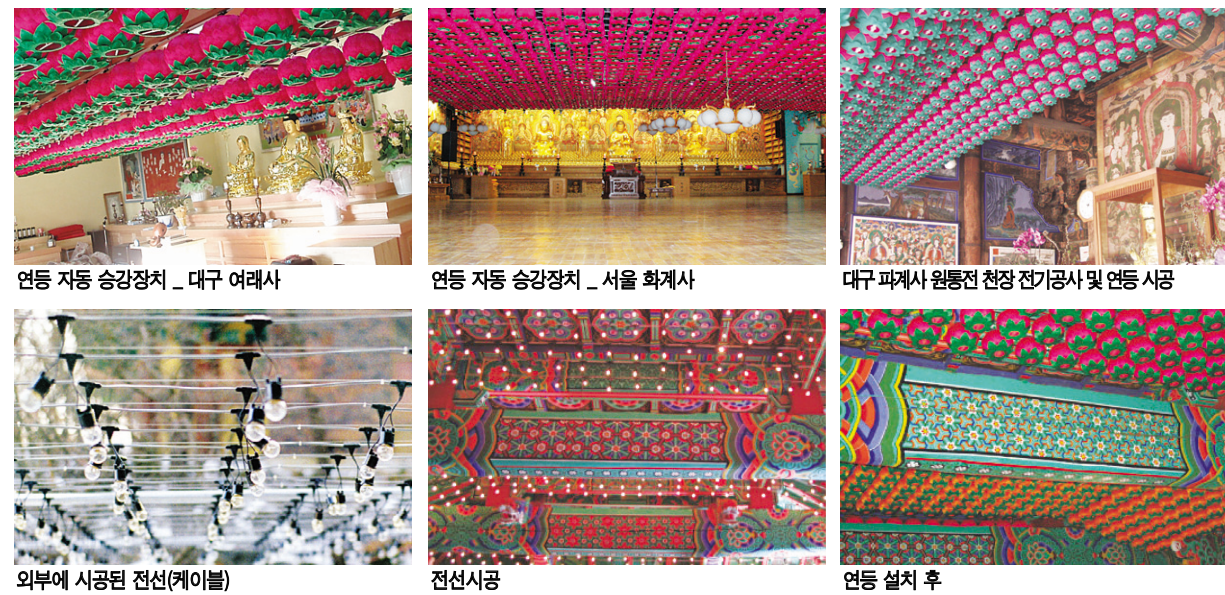 연등 자동 승강장치 _ 대구 여래사
연등 자동 승강장치 _ 서울 화계사
대구 파계사 원통전 천장 전기공사 및 연등 시공
외부에 시공된 전선(케이블)
전선시공
연등 설치 후